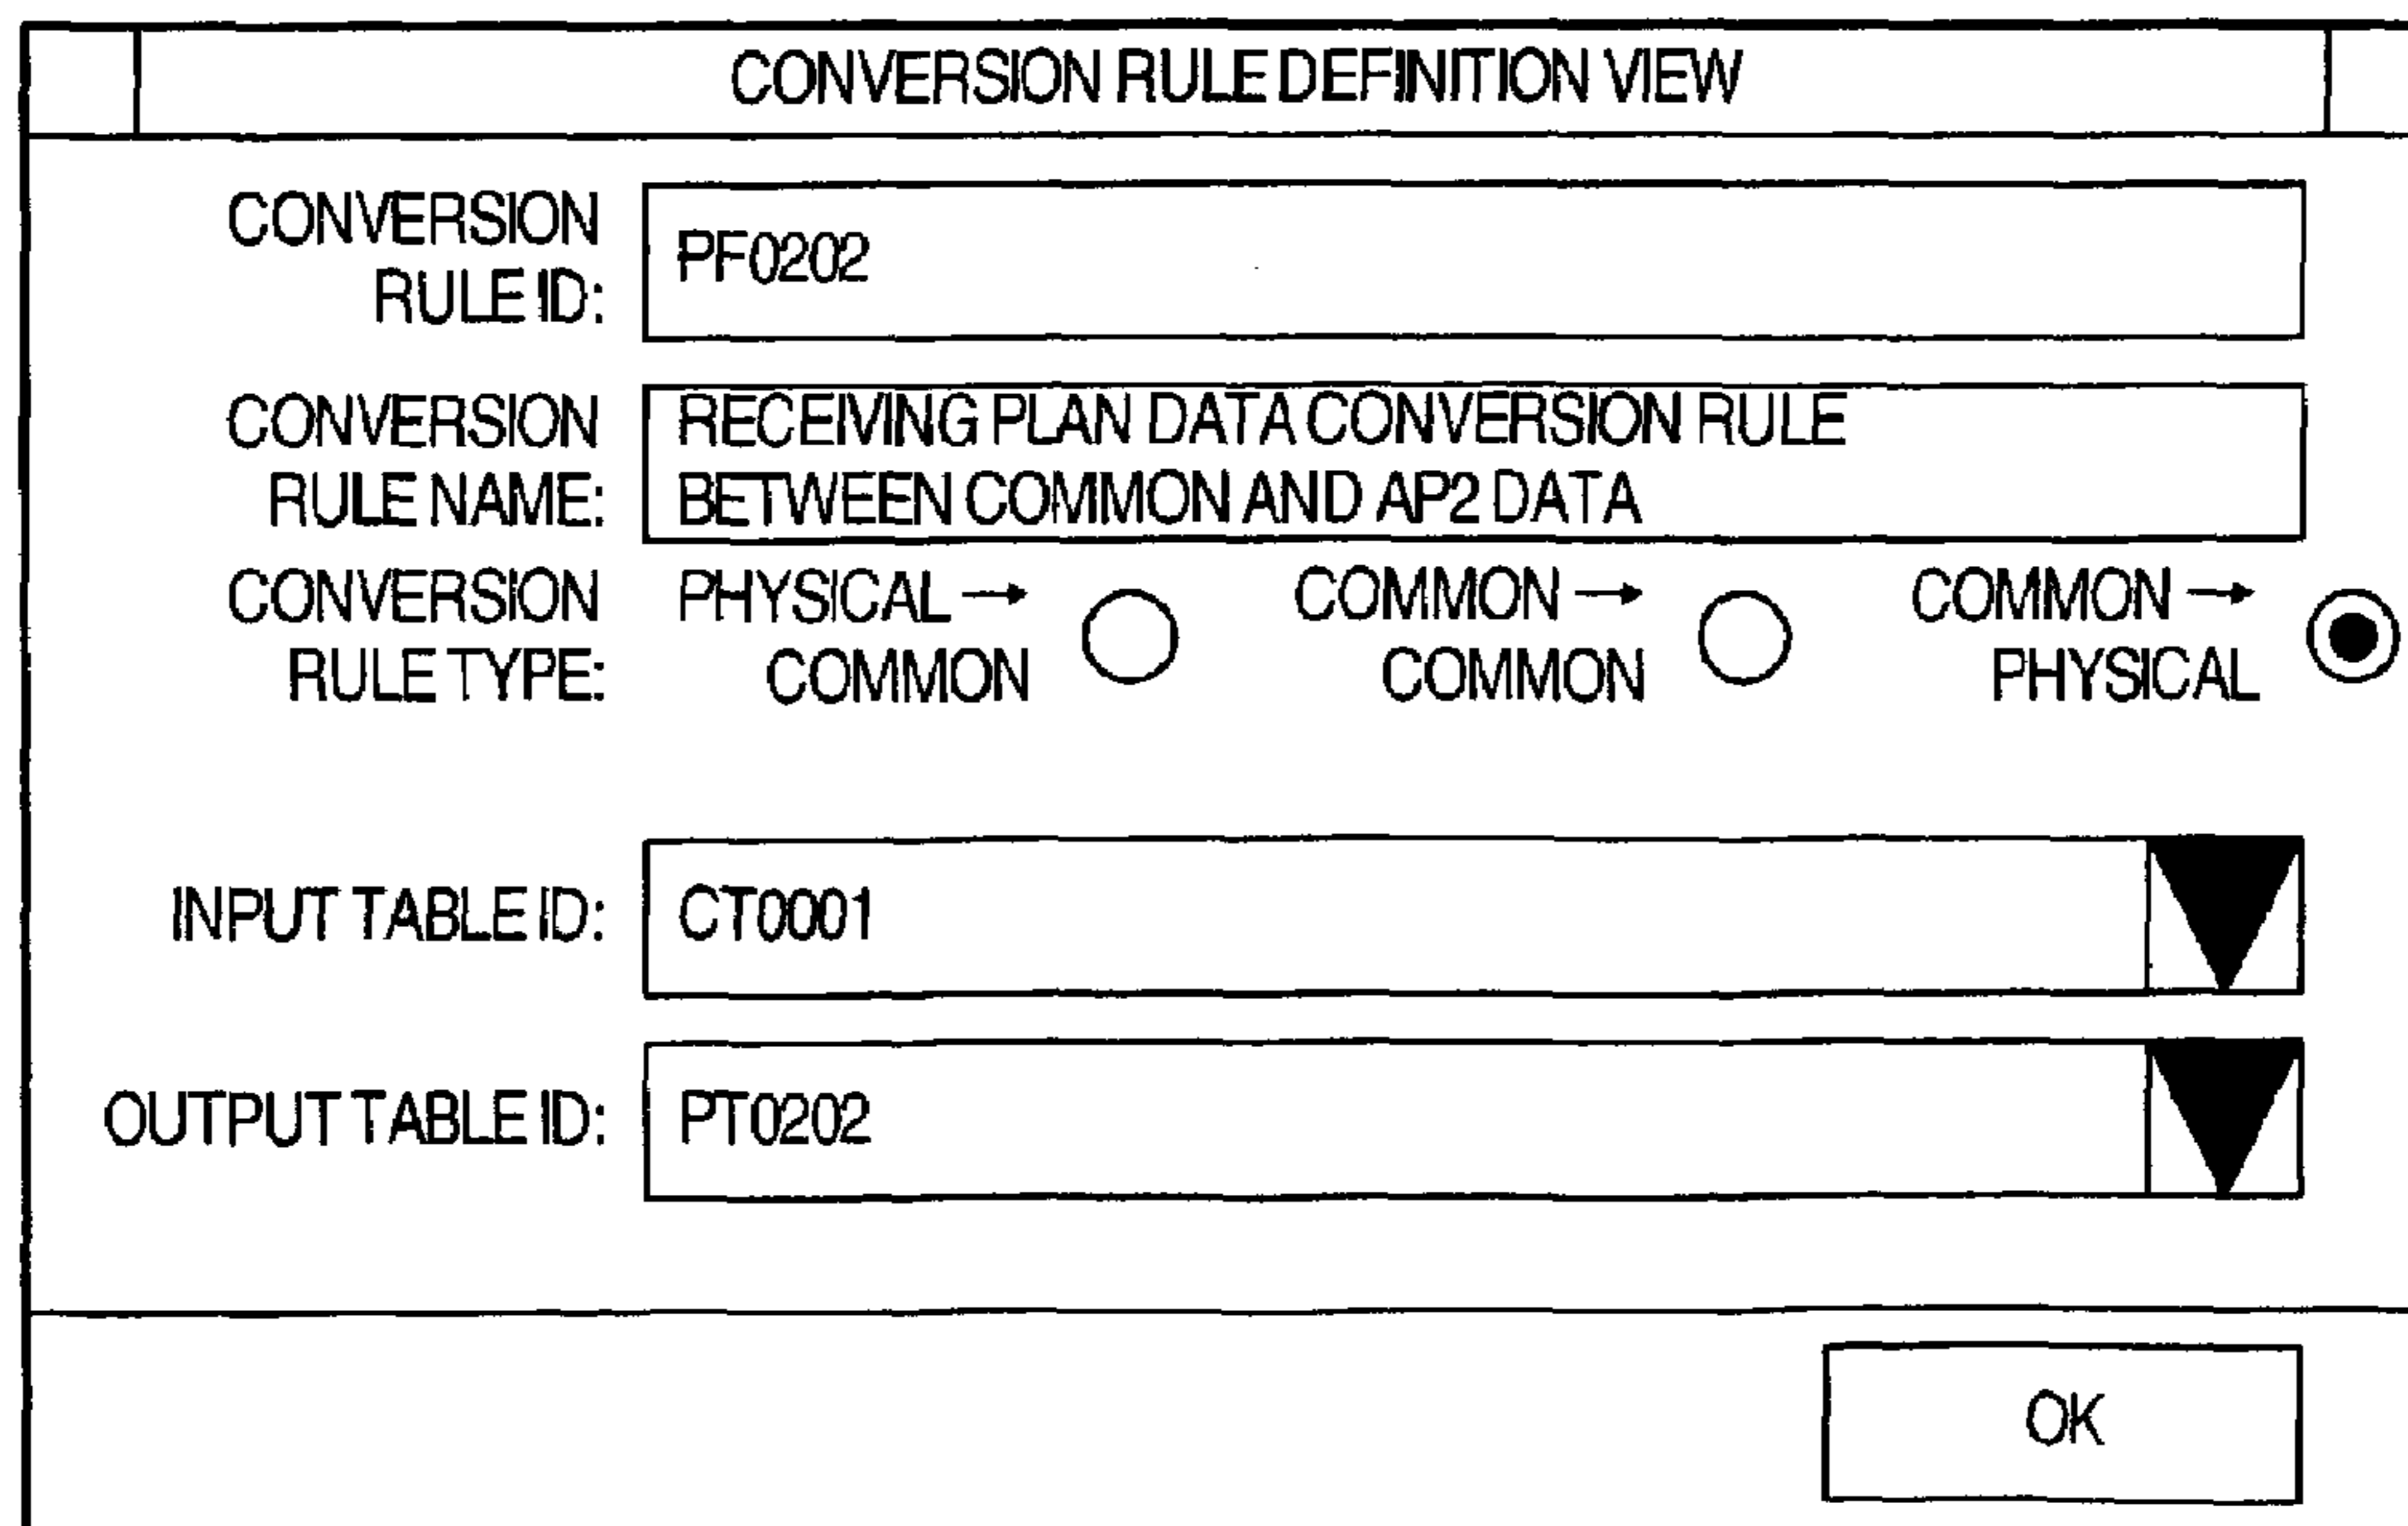 CONVERSION RULE DEFINITION VIEW
CONVERSION
RULE ID:
PF0202
CONVERSION
RULE NAME:
RECEIVING PLAN DATA CONVERSION RULE
BETWEEN COMMON AND AP2 DATA
CONVERSION
RULE TYPE:
PHYSICAL →
COMMON
COMMON →
COMMON
COMMON →
PHYSICAL
INPUT TABLE ID:
CT0001
OUTPUT TABLE ID:
PT0202
OK